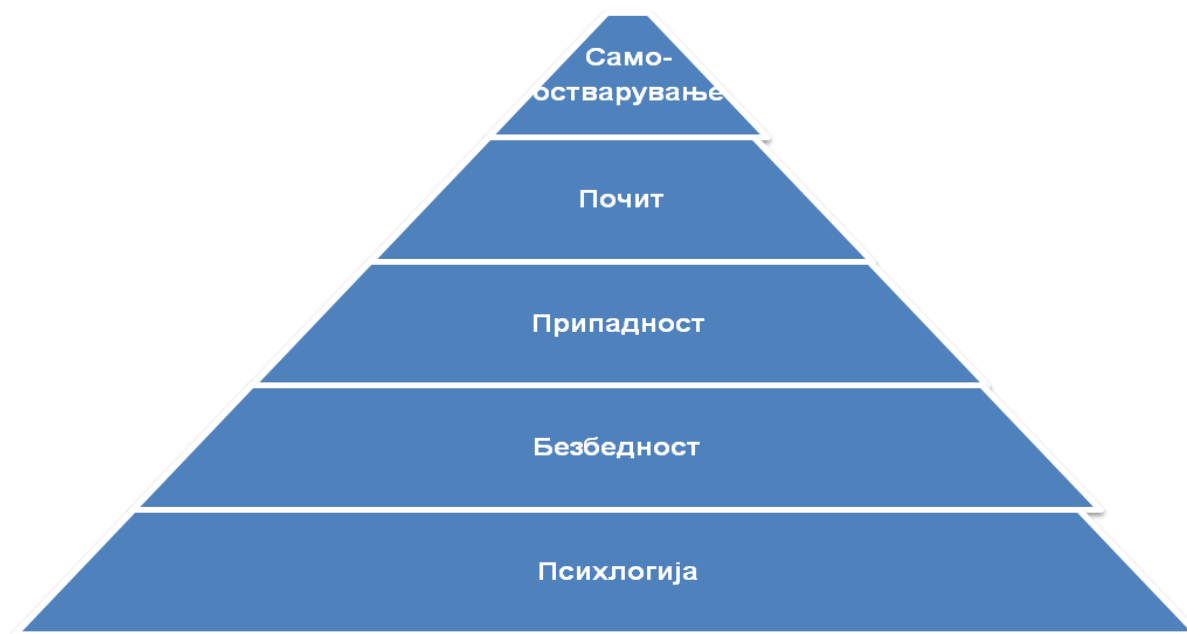 Само-
остварување
Почит
Припадност
Безбедност
Психлогија